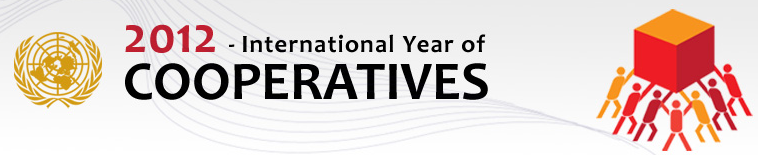 2012 - International Year of
COOPERATIVES